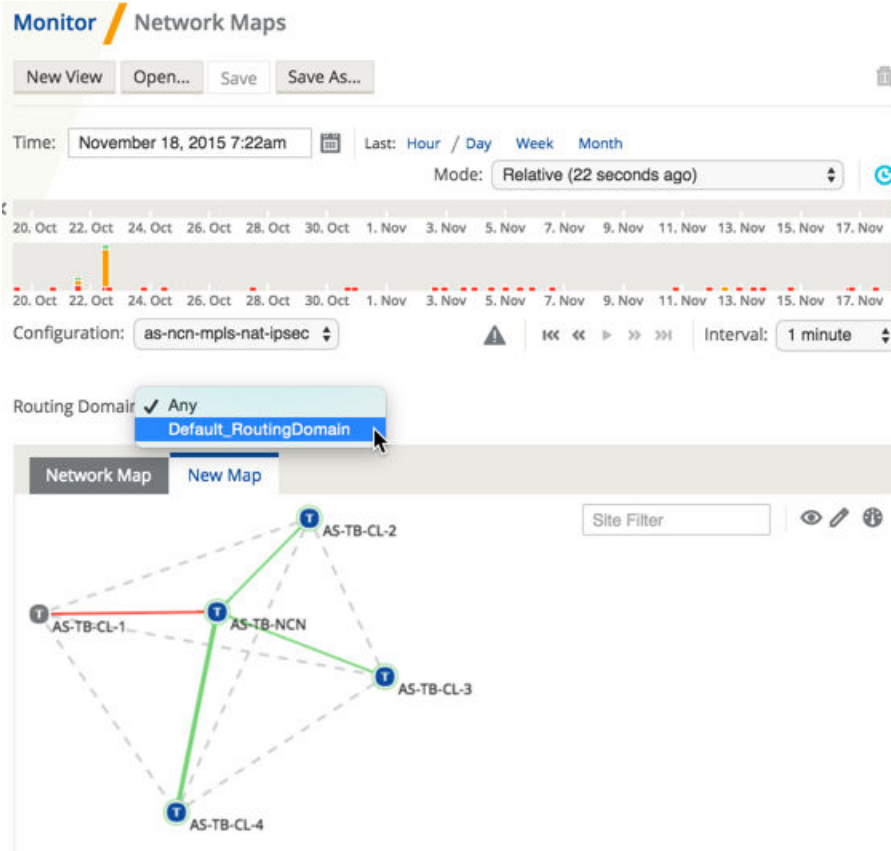 Monitor / Network Maps
New View Open... Save Save As...
Time: November 18, 2015 7:22am Last: Hour / Day Week Month
Mode: Relative (22 seconds ago)
20. Oct 22. Oct 24. Oct 26. Oct 28. Oct 30. Oct 1. Nov 3. Nov 5. Nov 7. Nov 9. Nov 11. Nov 13. Nov 15. Nov 17. Nov
20. Oct 22. Oct 24. Oct 26. Oct 28. Oct 30. Oct 1. Nov 3. Nov 5. Nov 7. Nov 9. Nov 11. Nov 13. Nov 15. Nov 17. Nov
Configuration: as-ncn-mpls-nat-ipsec Interval: 1 minute
Routing Domain ✓ Any
Default_RoutingDomain
Network Map New Map
Site Filter
T AS-TB-CL-2
T AS-TB-CL-1
T AS-TB-NCN
T AS-TB-CL-3
T AS-TB-CL-4